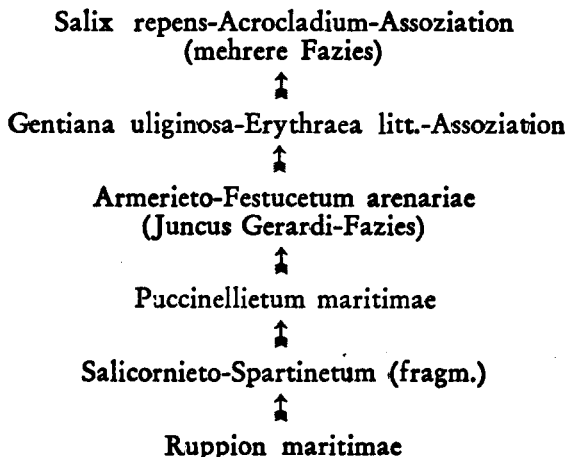 Salix repens-Acrocladium-Assoziation
(mehrere Fazies)
Gentiana uliginosa-Erythraea litt.-Assoziation
Armerieto-Festucetum arenariae
(Juncus Gerardi-Fazies)
Puccinellietum maritimae
Salicornieto-Spartinetum (fragm.)
Ruppion maritimae